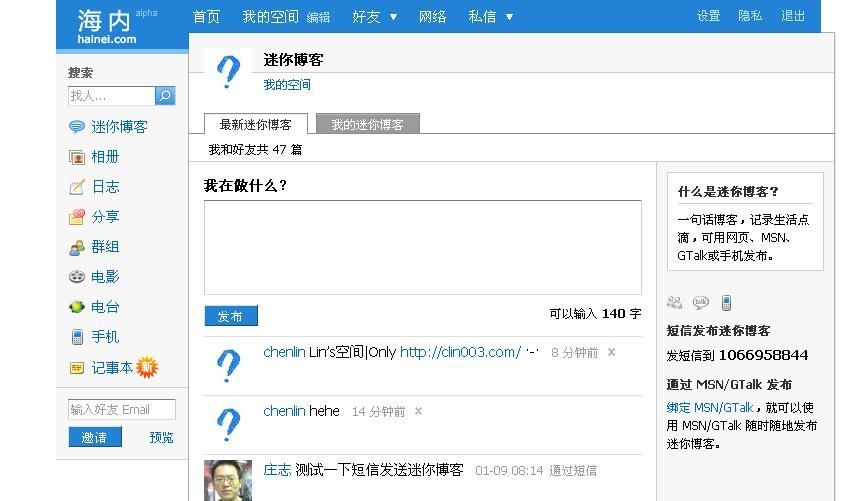 海内 alpha
hainei.com
首页 我的空间 编辑 好友 网络 私信 设置 隐私 退出
搜索
找人...
迷你博客
相册
日志
分享
群组
电影
电台
手机
记事本 新
输入好友 Email
邀请 预览
迷你博客
我的空间
最新迷你博客 我的迷你博客
我和好友共 47 篇
我在做什么?
发布 可以输入 140 字
chenlin Lin's空间|Only http://clin003.com/ '-' 8 分钟前 ×
chenlin hehe 14 分钟前 ×
庄志 测试一下短信发送迷你博客 01-09 08:14 通过短信
什么是迷你博客?
一句话博客，记录生活点
滴，可用网页、MSN、
GTalk或手机发布。
talk
短信发布迷你博客
发短信到 1066958844
通过 MSN/GTalk 发布
绑定 MSN/GTalk，就可以使
用 MSN/GTalk 随时随地发布
迷你博客。